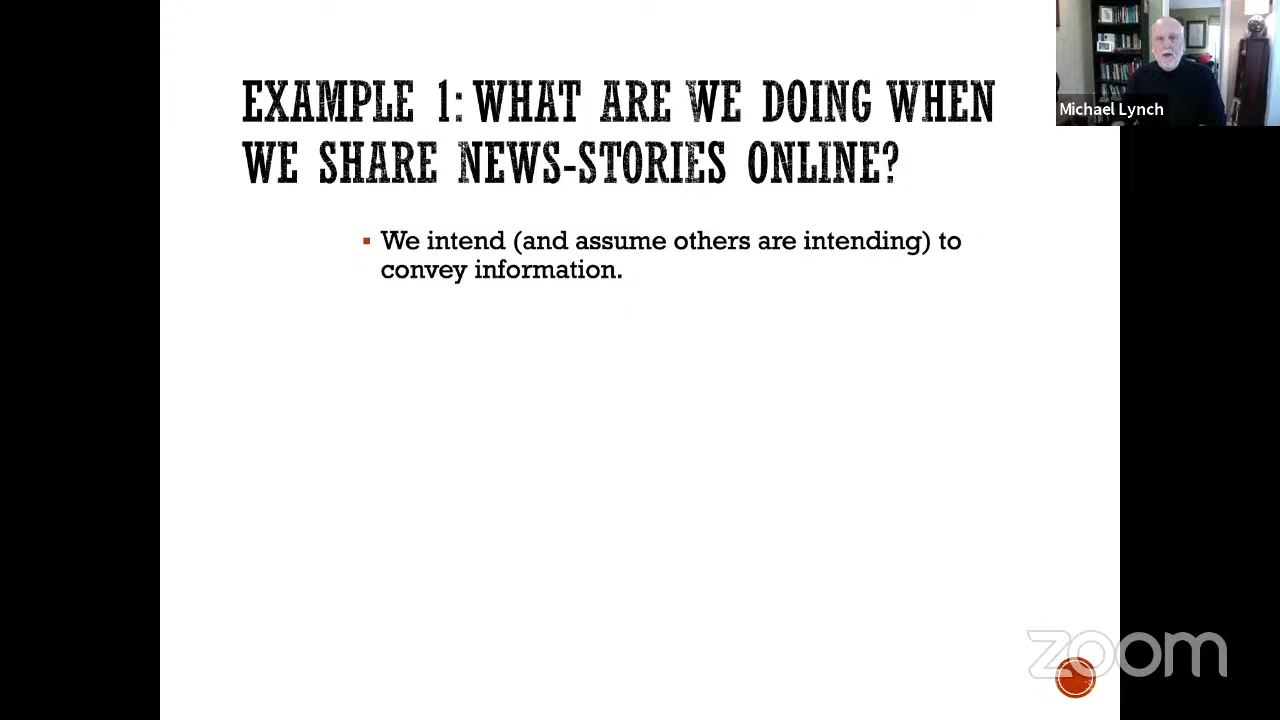 EXAMPLE 1: WHAT ARE WE DOING WHEN
WE SHARE NEWS-STORIES ONLINE?
▪ We intend (and assume others are intending) to
convey information.
Michael Lynch
zoom